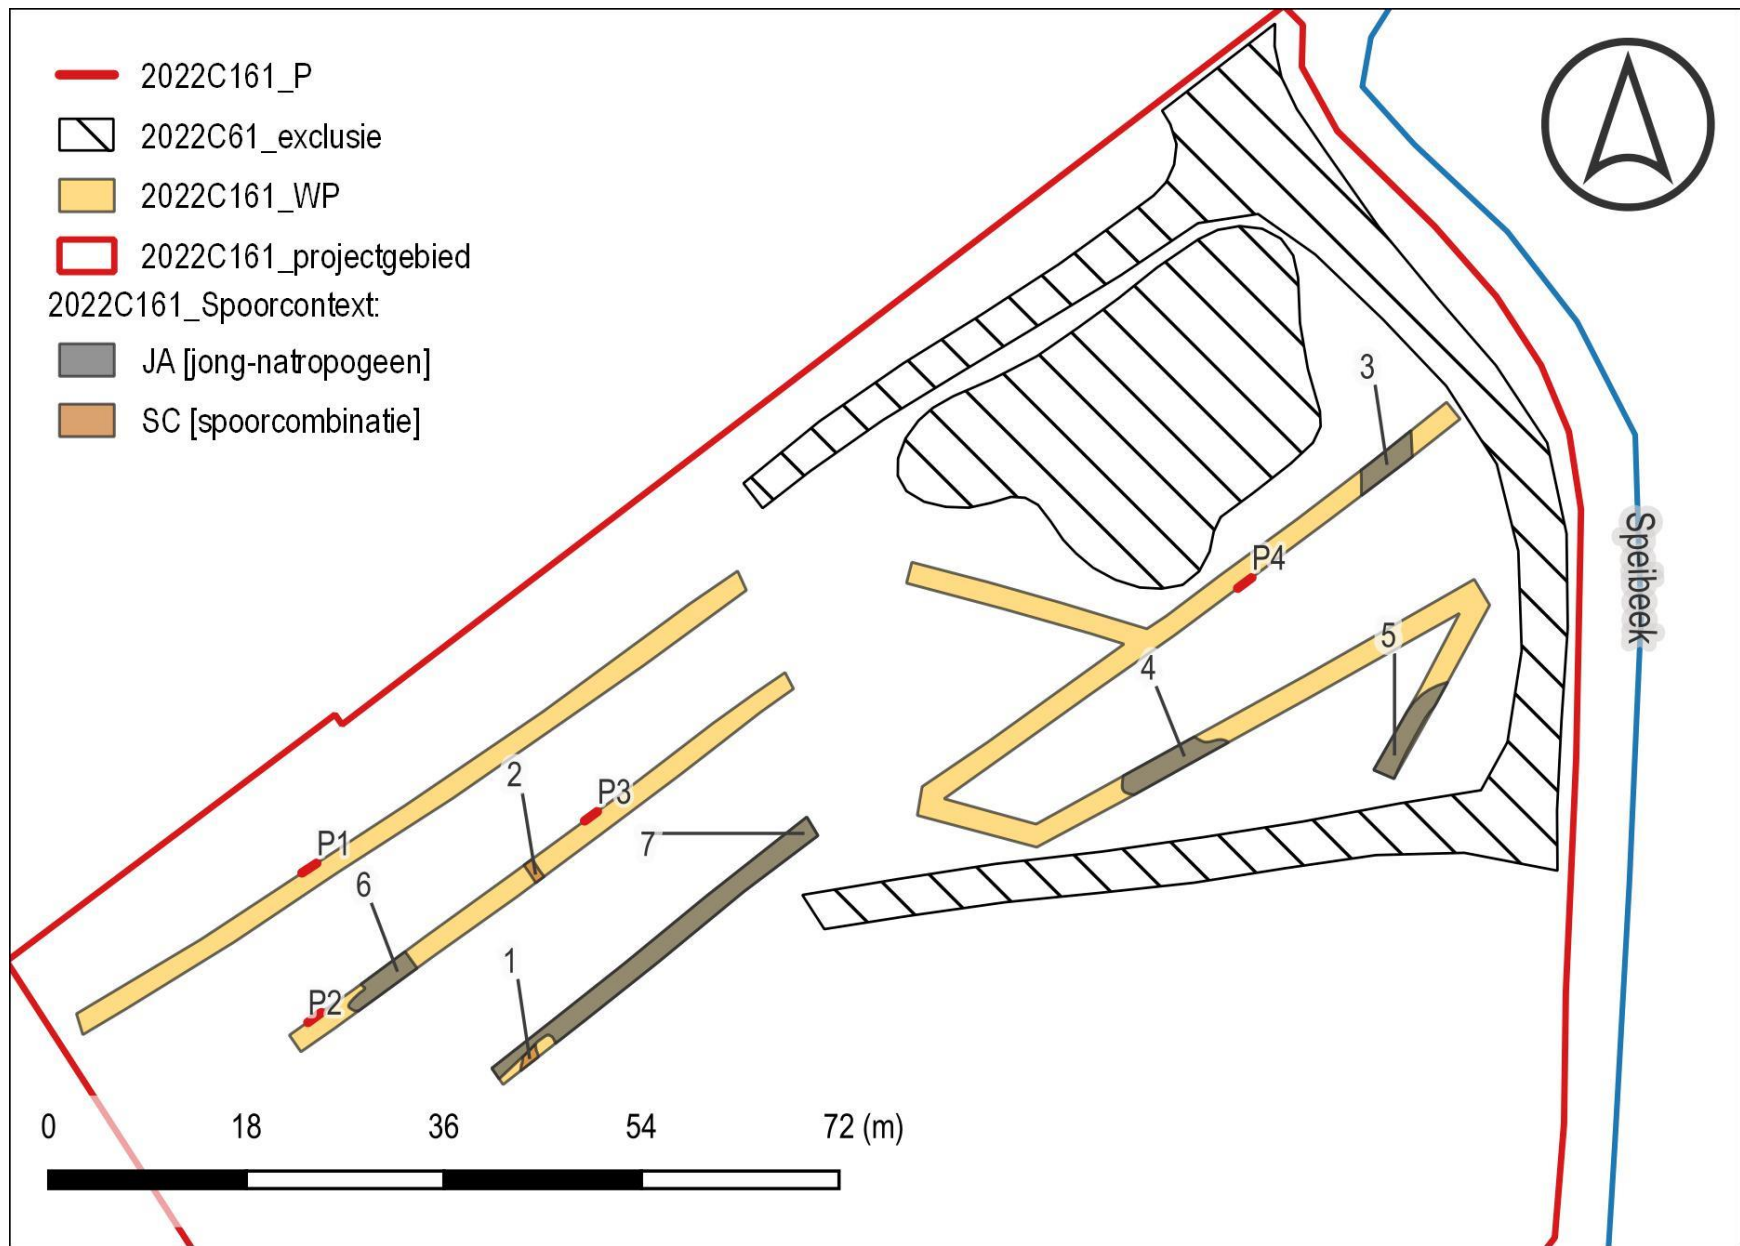 2022C161_P
2022C61_exclusie
2022C161_WP
2022C161_projectgebied
2022C161_Spoorcontext:
JA [jong-natropogeen]
SC [spoorcombinatie]
3
P4
5
4
Speibeek
2
P3
7
P1
6
1
P2
0 18 36 54 72 (m)